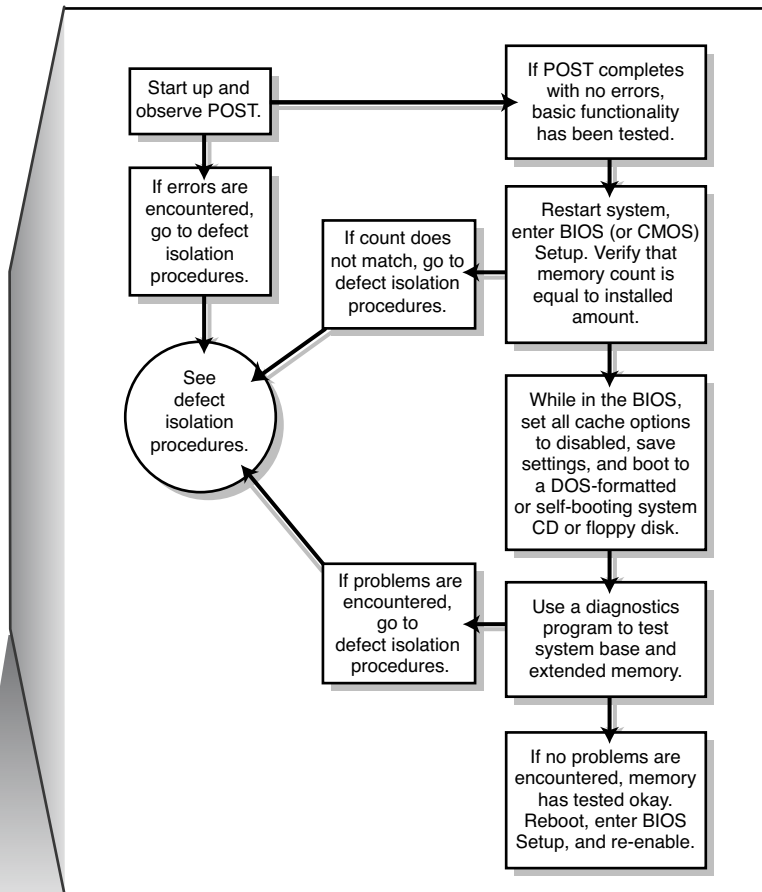 Start up and
observe POST.
If POST completes
with no errors,
basic functionality
has been tested.
If errors are
encountered,
go to defect
isolation
procedures.
Restart system,
enter BIOS (or CMOS)
Setup. Verify that
memory count is
equal to installed
amount.
If count does
not match, go to
defect isolation
procedures.
See
defect
isolation
procedures.
While in the BIOS,
set all cache options
to disabled, save
settings, and boot to
a DOS-formatted
or self-booting system
CD or floppy disk.
If problems are
encountered,
go to
defect isolation
procedures.
Use a diagnostics
program to test
system base and
extended memory.
If no problems are
encountered, memory
has tested okay.
Reboot, enter BIOS
Setup, and re-enable.